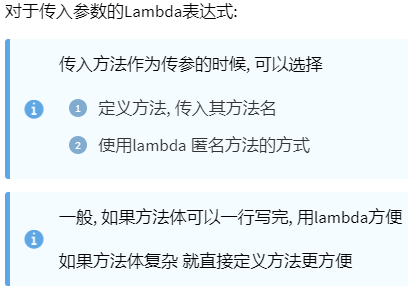 对于传入参数的Lambda表达式:
传入方法作为传参的时候, 可以选择
1 定义方法, 传入其方法名
2 使用lambda 匿名方法的方式
一般, 如果方法体可以一行写完, 用lambda方便
如果方法体复杂 就直接定义方法更方便